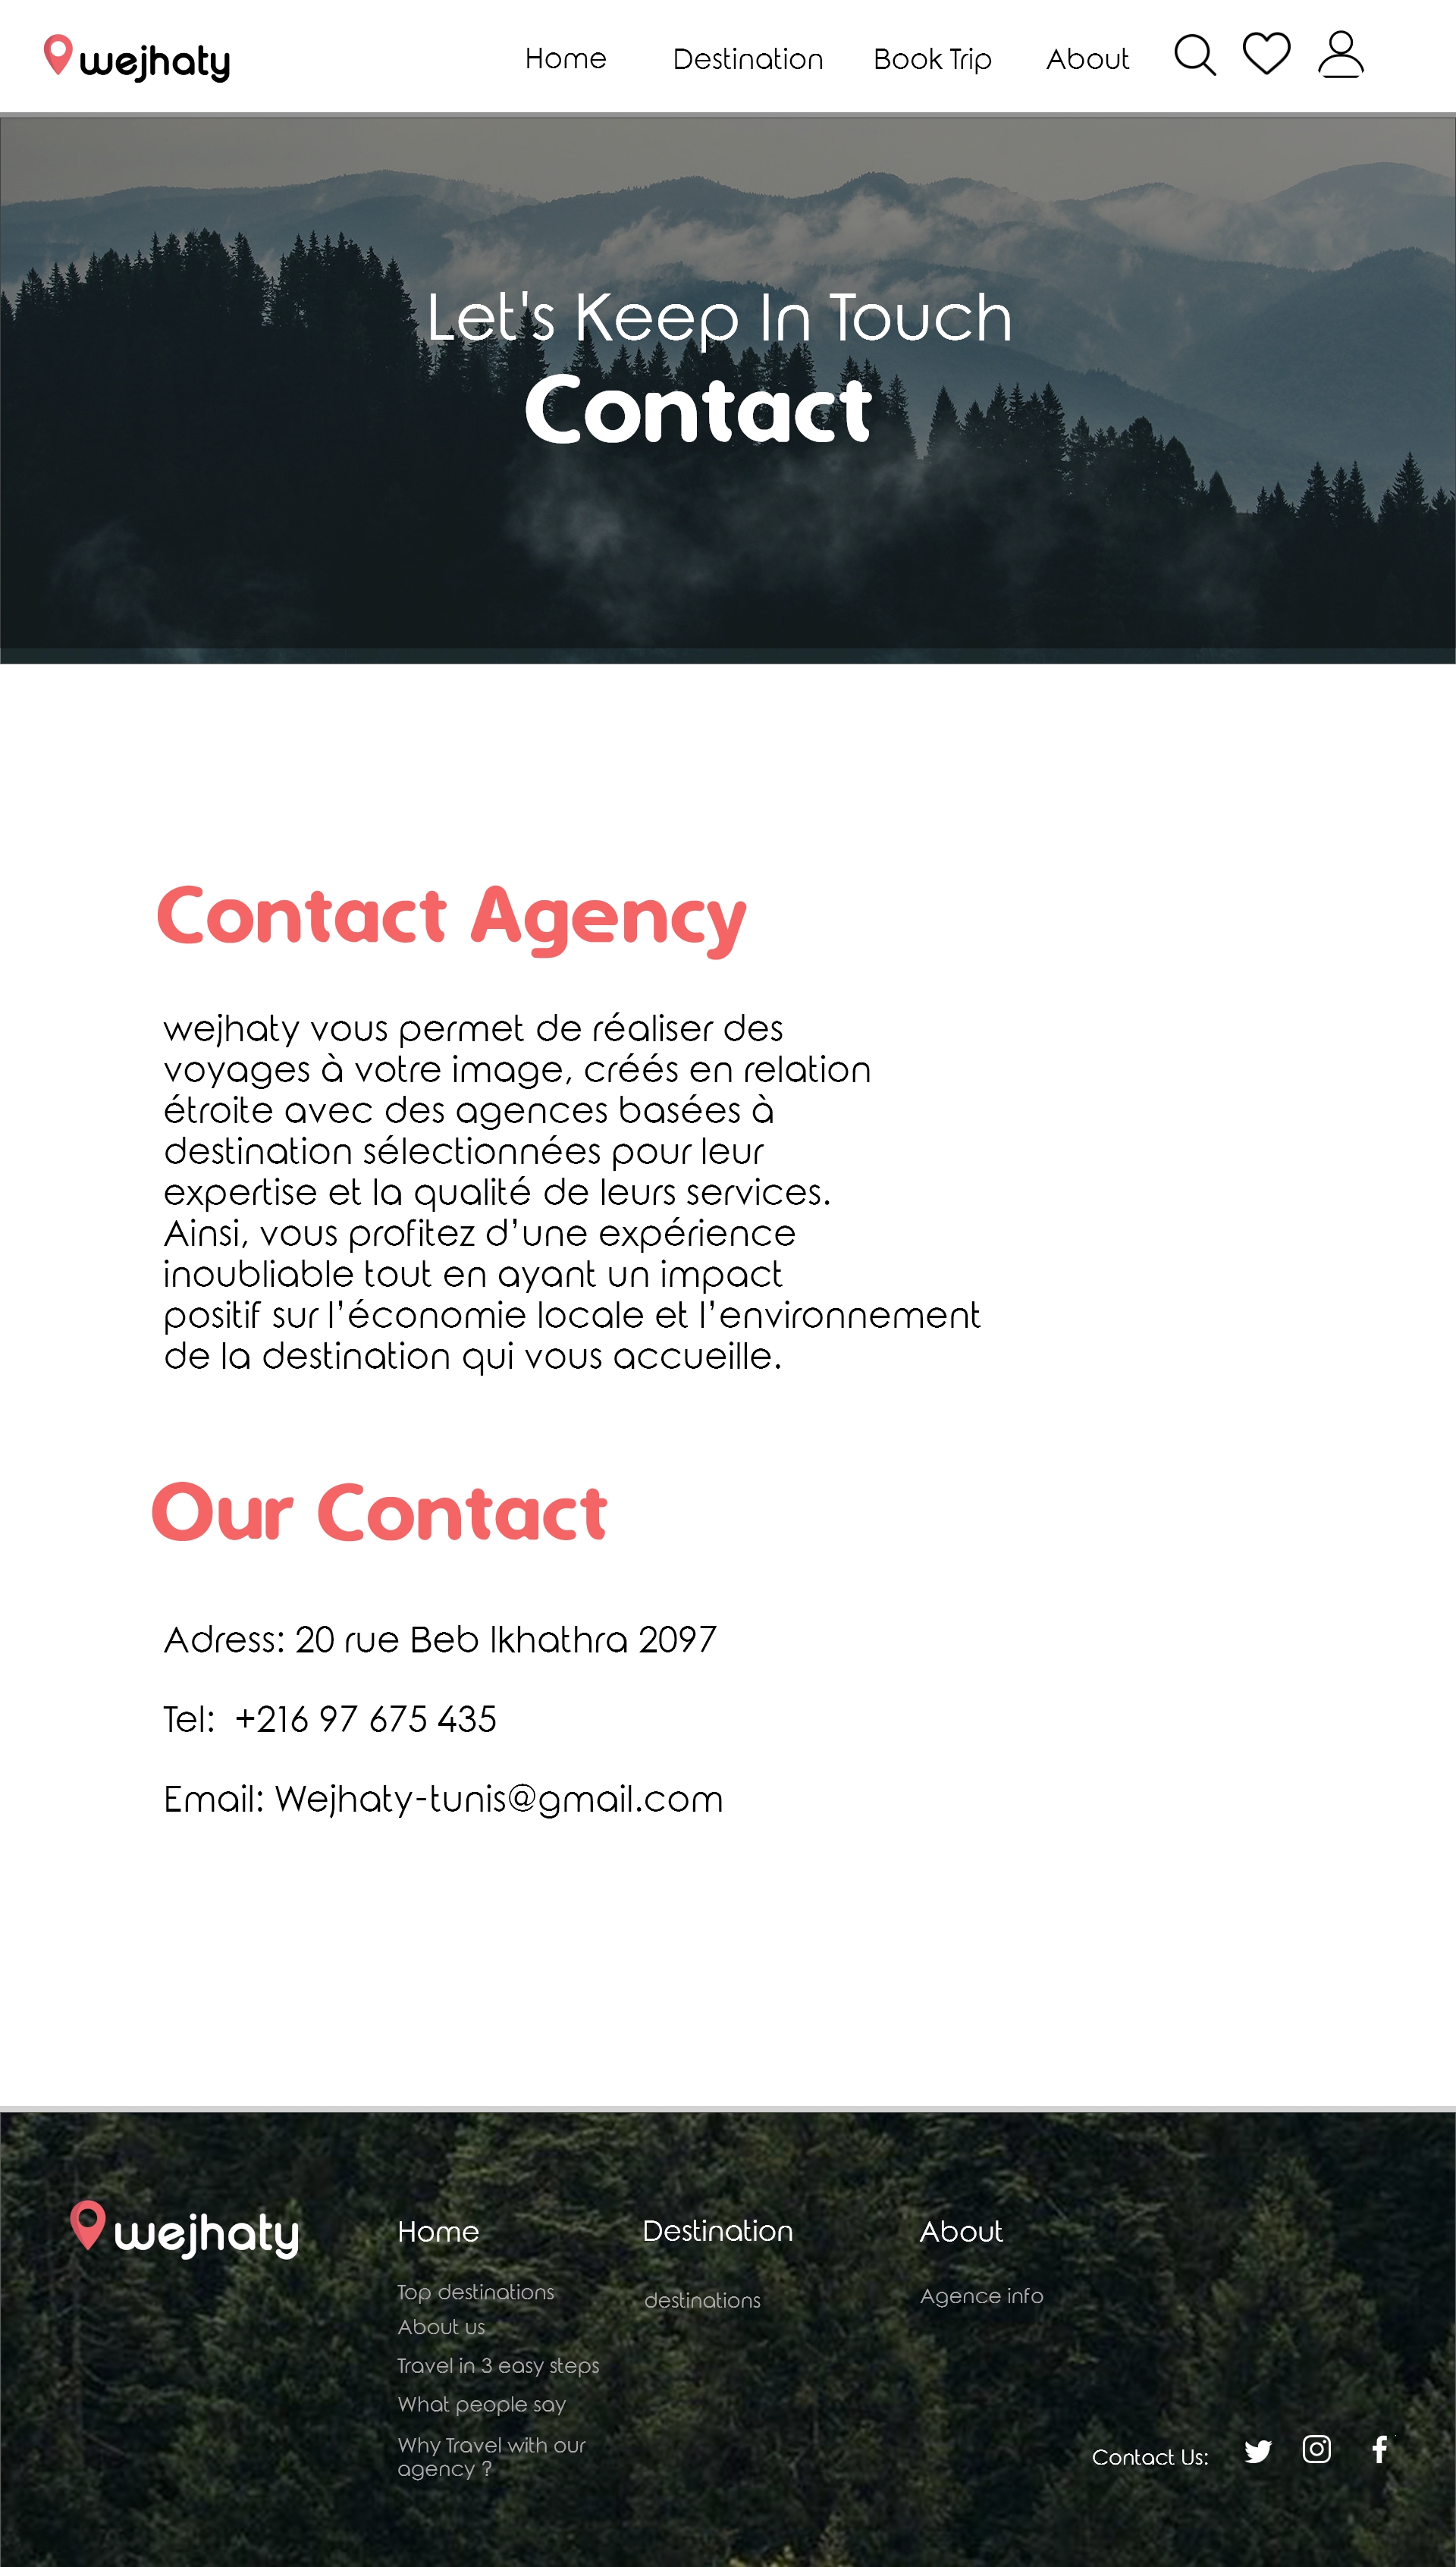 wejhaty
Home Destination Book Trip About
Let's Keep In Touch
Contact
Contact Agency
wejhaty vous permet de réaliser des
voyages à votre image, créés en relation
étroite avec des agences basées à
destination sélectionnées pour leur
expertise et la qualité de leurs services.
Ainsi, vous profitez d’une expérience
inoubliable tout en ayant un impact
positif sur l’économie locale et l’environnement
de la destination qui vous accueille.
Our Contact
Adress: 20 rue Beb lkhathra 2097
Tel: +216 97 675 435
Email: Wejhaty-tunis@gmail.com
wejhaty
Home
Top destinations
About us
Travel in 3 easy steps
What people say
Why Travel with our
agency ?
Destination
destinations
About
Agence info
Contact Us: